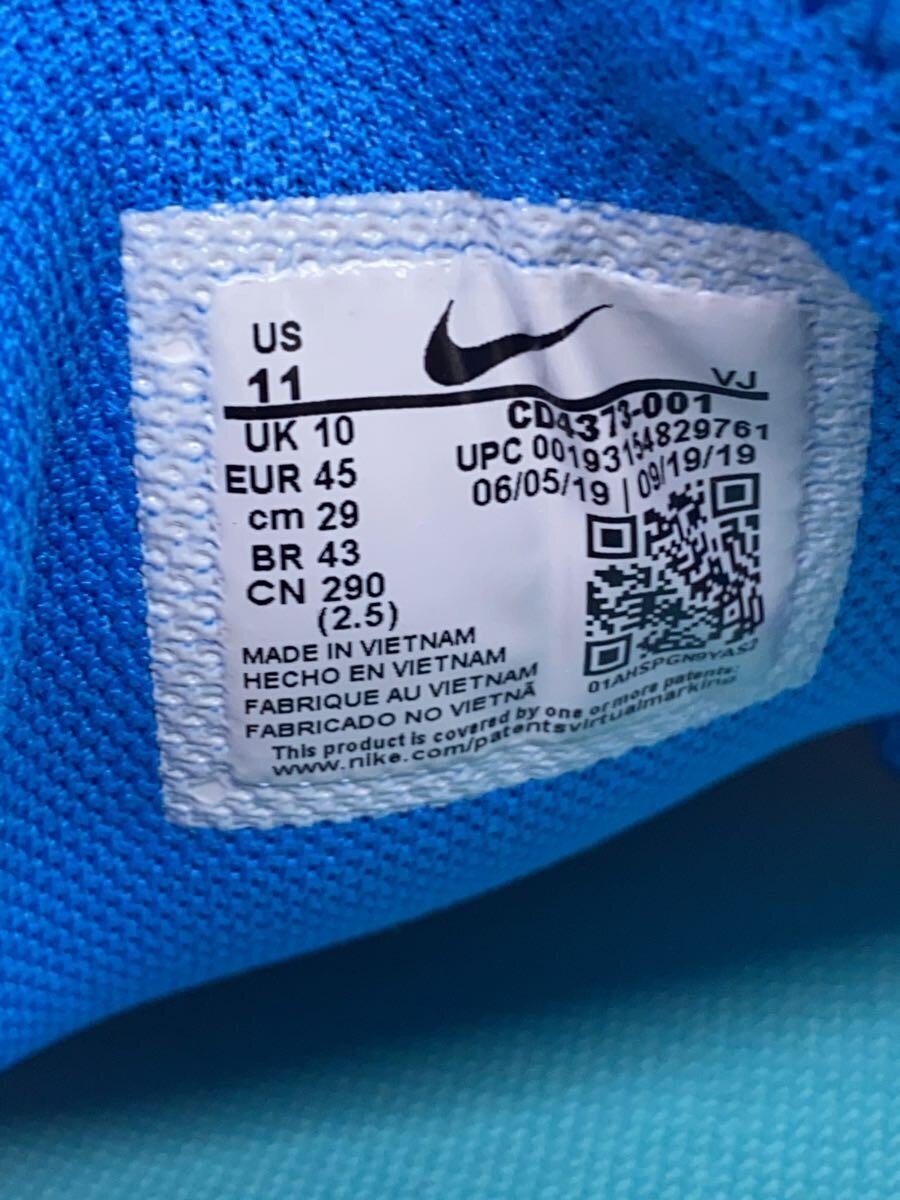 US
11
UK 10
EUR 45
cm 29
BR 43
CN 290
(2.5)
VJ
CD4373-001
UPC 00193154829761
06/05/19 | 09/19/19
MADE IN VIETNAM
HECHO EN VIETNAM
FABRIQUE AU VIETNAM
FABRICADO NO VIETNÃ
This product is covered by one or more patents:
www.nike.com/patentsvirtualmarking